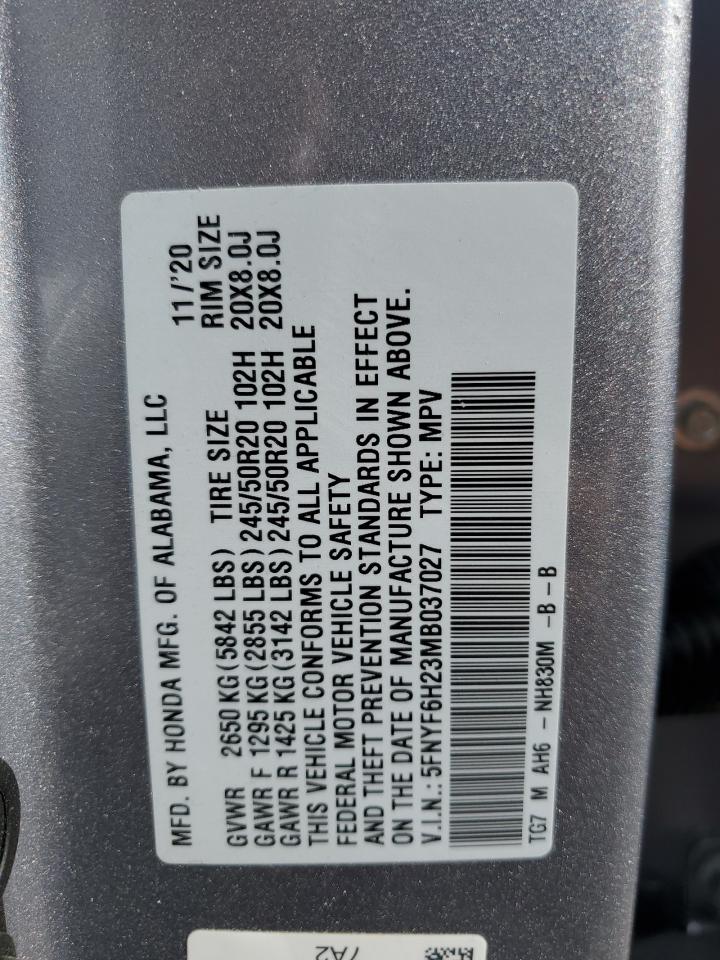 MFD. BY HONDA MFG. OF ALABAMA, LLC 11/'20
GVWR 2650 KG(5842 LBS) TIRE SIZE RIM SIZE
GAWR F 1295 KG(2855 LBS)245/50R20 102H 20X8.0J
GAWR R 1425 KG(3142 LBS)245/50R20 102H 20X8.0J
THIS VEHICLE CONFORMS TO ALL APPLICABLE
FEDERAL MOTOR VEHICLE SAFETY
AND THEFT PREVENTION STANDARDS IN EFFECT
ON THE DATE OF MANUFACTURE SHOWN ABOVE.
V.I.N.:5FNYF6H23MB037027 TYPE: MPV
TG7 M AH6 -NH830M -B-B
7A2